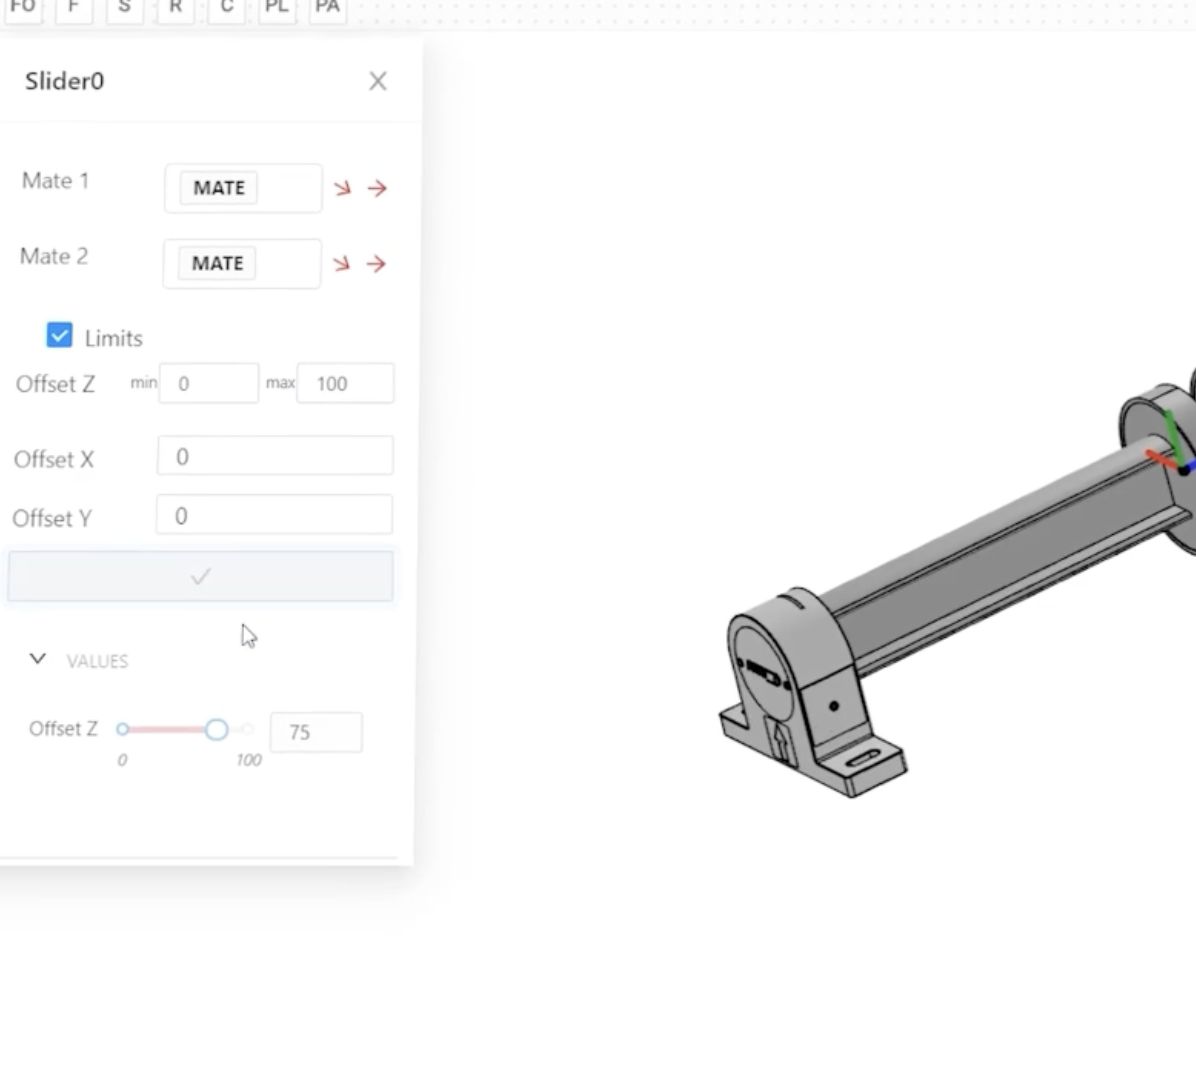 FO F S R C PL PA
Slider0
Mate 1 MATE
Mate 2 MATE
Limits
Offset Z min 0 max 100
Offset X 0
Offset Y 0
VALUES
Offset Z 75
0 100